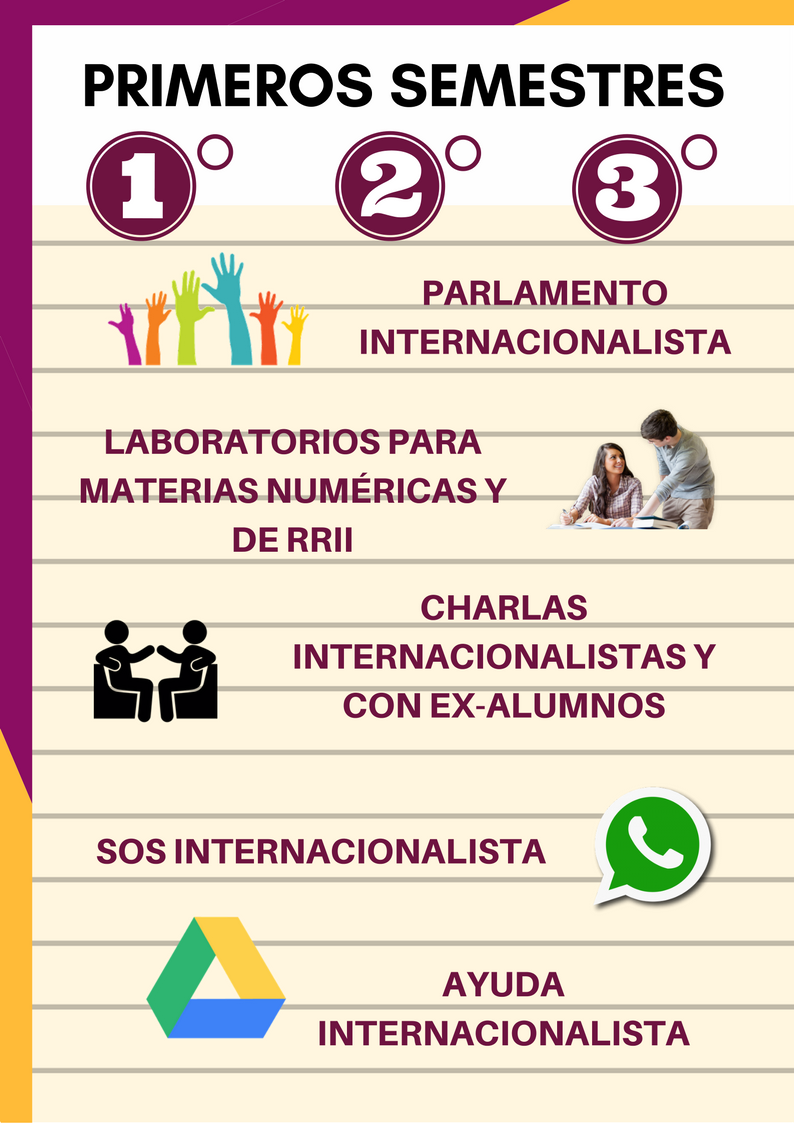 PRIMEROS SEMESTRES
1° 2° 3°
PARLAMENTO
INTERNACIONALISTA
LABORATORIOS PARA
MATERIAS NUMÉRICAS Y
DE RRII
CHARLAS
INTERNACIONALISTAS Y
CON EX-ALUMNOS
SOS INTERNACIONALISTA
AYUDA
INTERNACIONALISTA